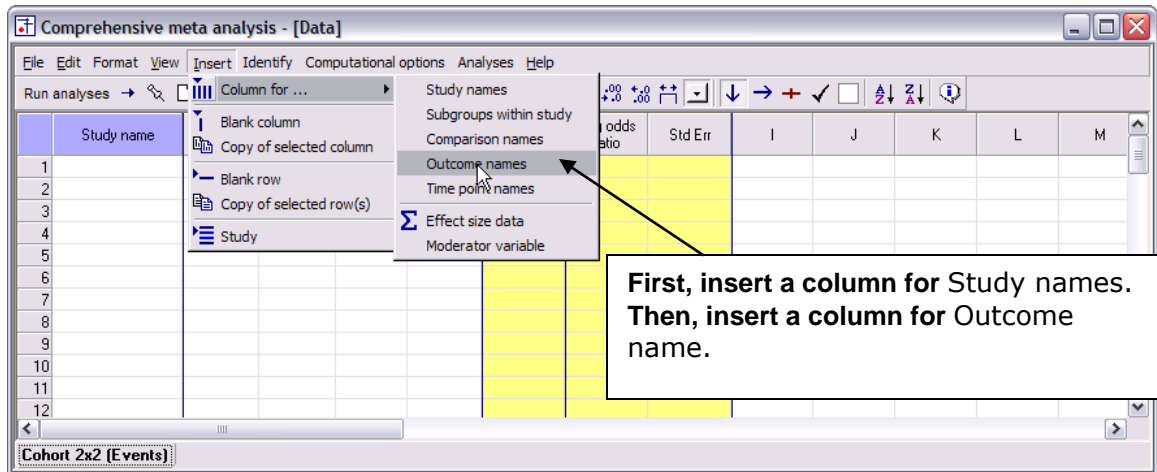 Comprehensive meta analysis - [Data]
File Edit Format View Insert Identify Computational options Analyses Help
Run analyses
Column for ...
Blank column
Copy of selected column
Blank row
Copy of selected row(s)
Study
Study names
Subgroups within study
Comparison names
Outcome names
Time point names
Effect size data
Moderator variable
Study name odds Std Err I J K L M
atio
1
2
3
4
5
6
7
8
9
10
11
12
First, insert a column for Study names.
Then, insert a column for Outcome
name.
Cohort 2x2 (Events)